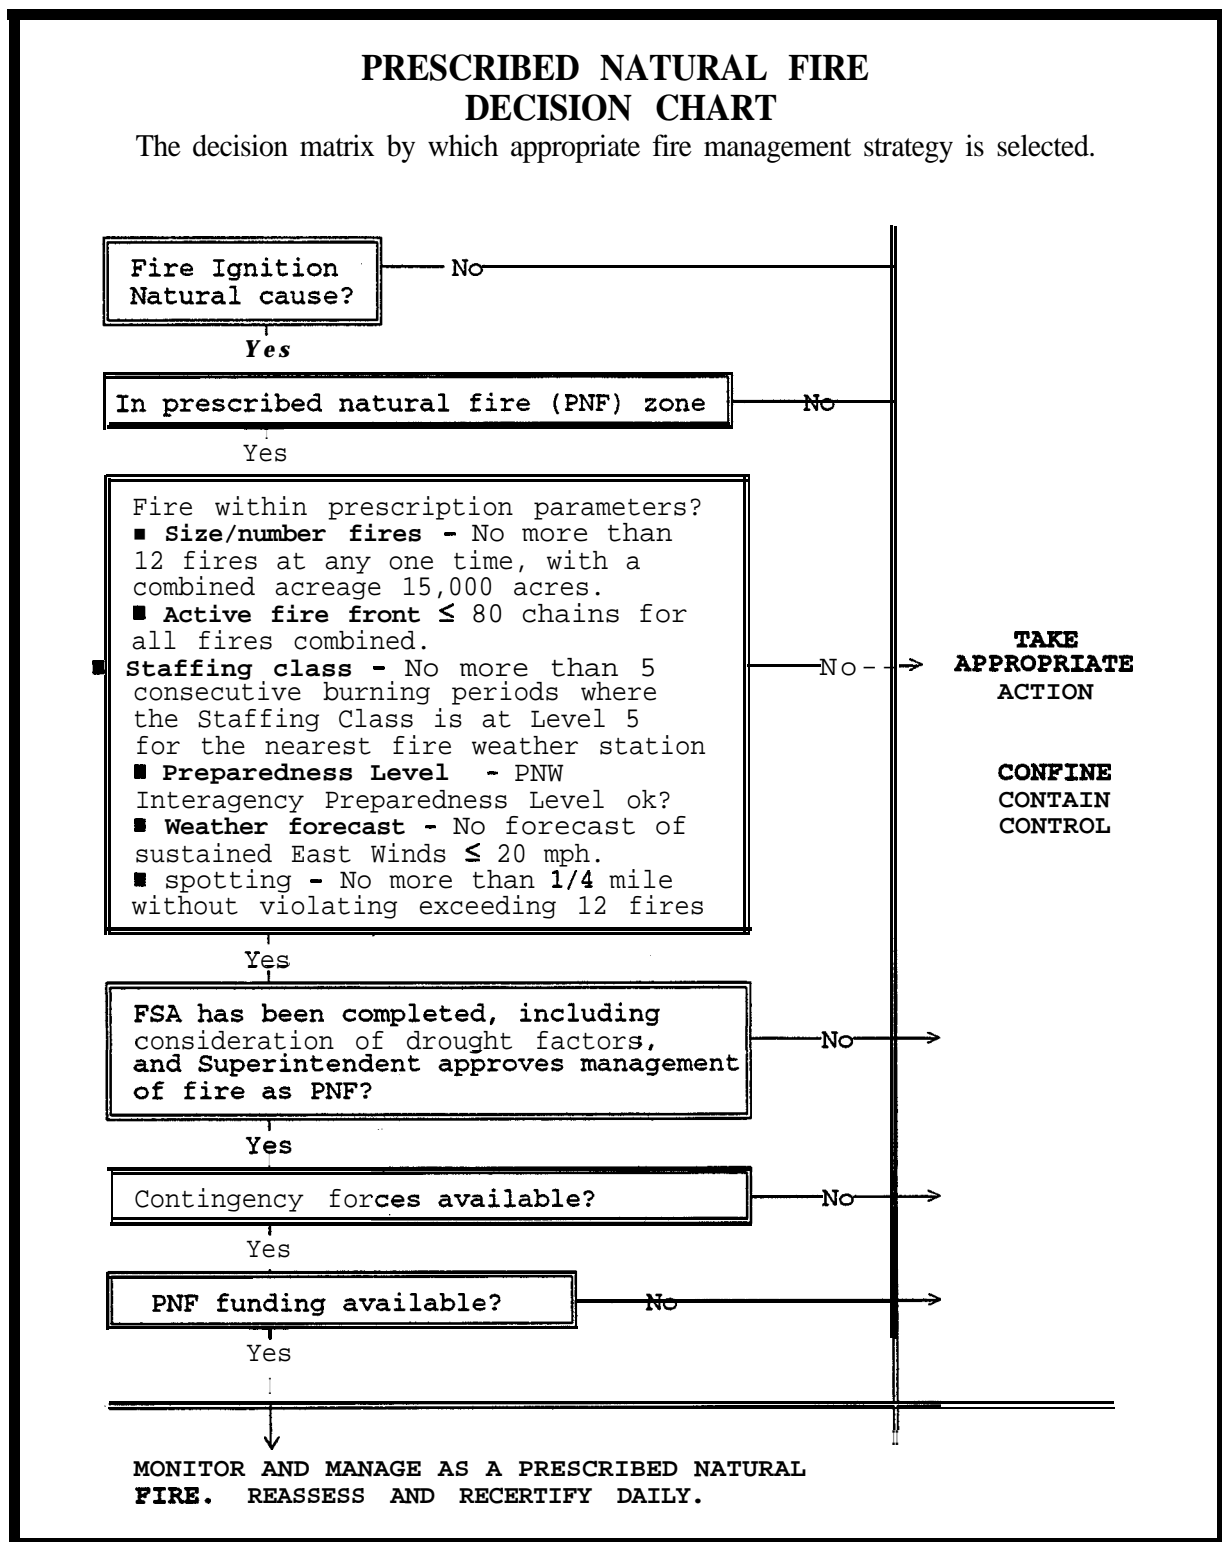 PRESCRIBED NATURAL FIRE
DECISION CHART
The decision matrix by which appropriate fire management strategy is selected.
Fire Ignition
Natural cause?
No
Yes
In prescribed natural fire (PNF) zone
No
Yes
Fire within prescription parameters?
■ Size/number fires - No more than
12 fires at any one time, with a
combined acreage 15,000 acres.
■ Active fire front ≤ 80 chains for
all fires combined.
■ Staffing class - No more than 5
consecutive burning periods where
the Staffing Class is at Level 5
for the nearest fire weather station
■ Preparedness Level - PNW
Interagency Preparedness Level ok?
■ Weather forecast - No forecast of
sustained East Winds ≤ 20 mph.
■ spotting - No more than 1/4 mile
without violating exceeding 12 fires
No
TAKE
APPROPRIATE
ACTION
CONFINE
CONTAIN
CONTROL
Yes
FSA has been completed, including
consideration of drought factors,
and Superintendent approves management
of fire as PNF?
No
Yes
Contingency forces available?
No
Yes
PNF funding available?
No
Yes
MONITOR AND MANAGE AS A PRESCRIBED NATURAL
FIRE. REASSESS AND RECERTIFY DAILY.